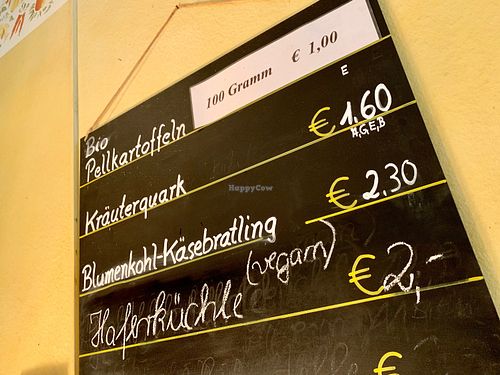 100 Gramm € 1,00
Bio
Pellkartoffeln € 1.60 E
Kräuterquark € 2.30 A,G,E,B
Blumenkohl-Käsebratling
Haferküchle (vegan) € 2,-
€
HappyCow